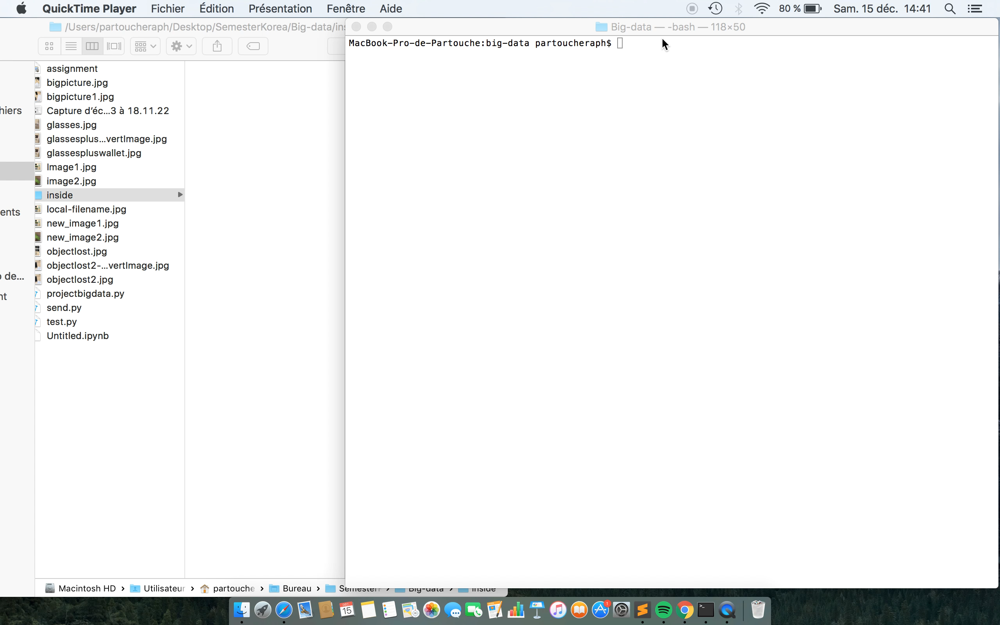 QuickTime Player Fichier Édition Présentation Fenêtre Aide 80 % Sam. 15 déc. 14:41
/Users/partoucheraph/Desktop/SemesterKorea/Big-data/ins
Big-data — -bash — 118×50
MacBook-Pro-de-Partouche:big-data partoucheraph$
assignment
bigpicture.jpg
bigpicture1.jpg
hiers
Capture d'éc...3 à 18.11.22
glasses.jpg
glassesplus...vertImage.jpg
glassespluswallet.jpg
Image1.jpg
image2.jpg
inside
local-filename.jpg
ents
new_image1.jpg
new_image2.jpg
objectlost.jpg
objectlost2-...vertImage.jpg
de...
objectlost2.jpg
projectbigdata.py
nt
send.py
test.py
Untitled.ipynb
Macintosh HD › Utilisateur › partouche › Bureau › SemesterK › Big-data › inside
DÉC.
15
1
>_